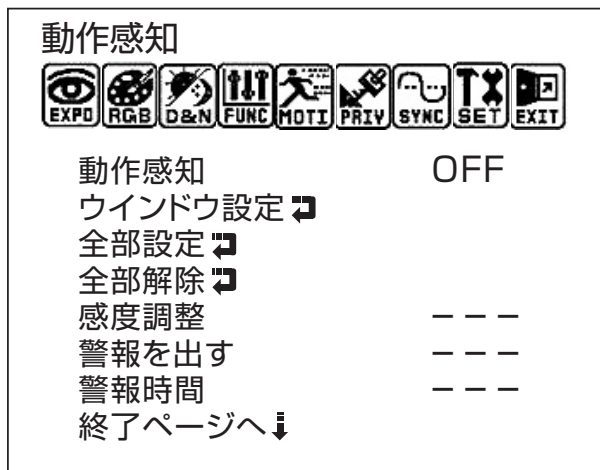 動作感知
EXPO RGB D&N FUNC MOTI PRIV SYNC SET EXIT
動作感知 OFF
ウインドウ設定
全部設定
全部解除
感度調整 ---
警報を出す ---
警報時間 ---
終了ページへ